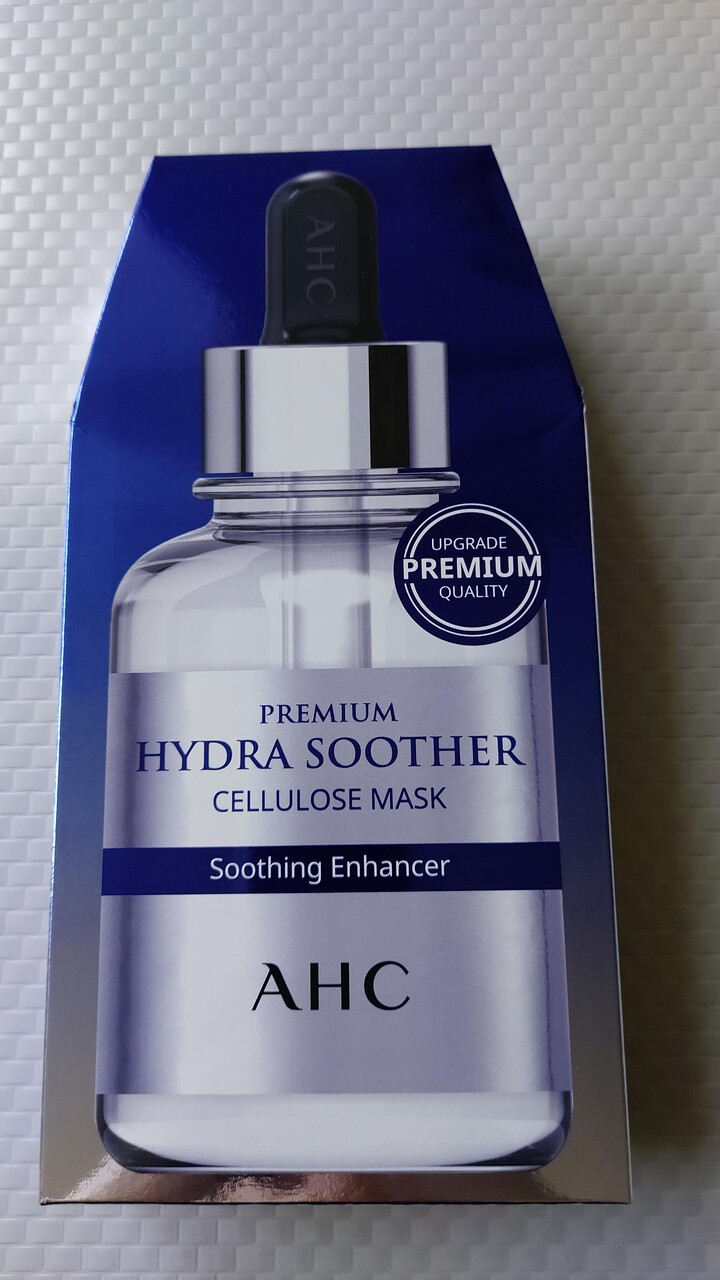 AHC
UPGRADE
PREMIUM
QUALITY
PREMIUM
HYDRA SOOTHER
CELLULOSE MASK
Soothing Enhancer
AHC